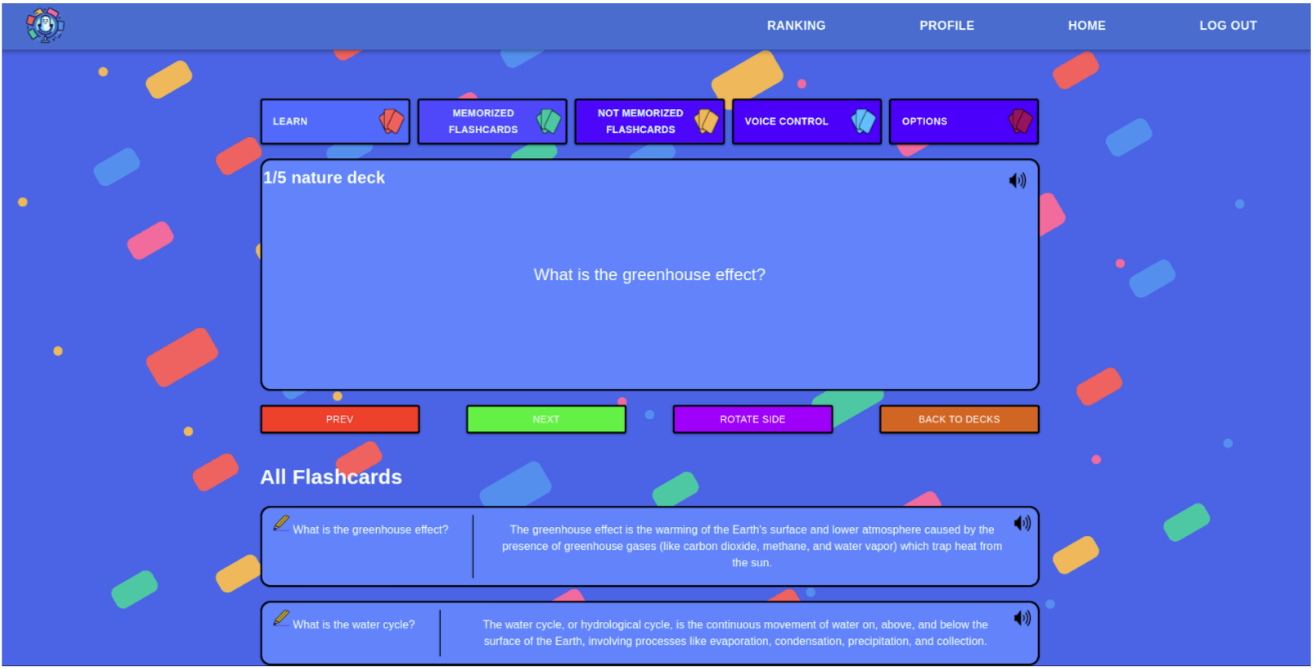 RANKING PROFILE HOME LOG OUT
LEARN
MEMORIZED
FLASHCARDS
NOT MEMORIZED
FLASHCARDS
VOICE CONTROL
OPTIONS
1/5 nature deck
What is the greenhouse effect?
PREV NEXT ROTATE SIDE BACK TO DECKS
All Flashcards
What is the greenhouse effect?
The greenhouse effect is the warming of the Earth's surface and lower atmosphere caused by the
presence of greenhouse gases (like carbon dioxide, methane, and water vapor) which trap heat from
the sun.
What is the water cycle?
The water cycle, or hydrological cycle, is the continuous movement of water on, above, and below the
surface of the Earth, involving processes like evaporation, condensation, precipitation, and collection.